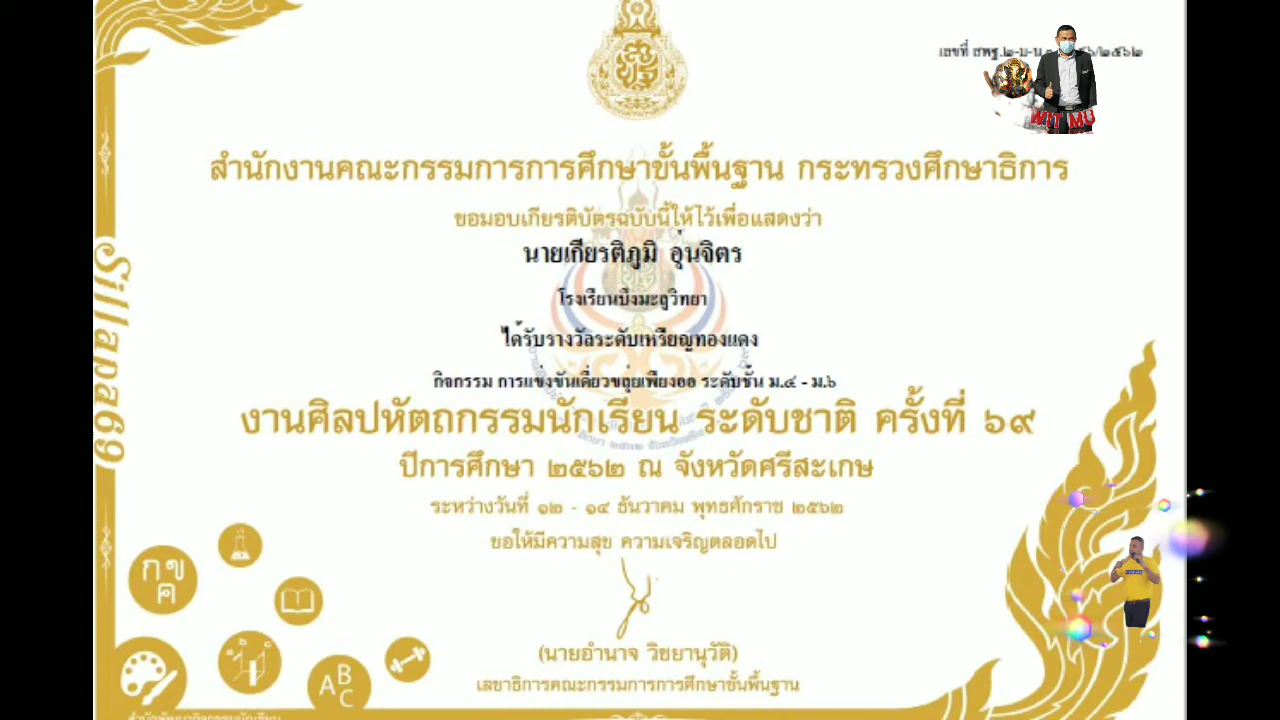 เลขที่ สพฐ.๒-ม-น
WIT MU
สำนักงานคณะกรรมการการศึกษาขั้นพื้นฐาน กระทรวงศึกษาธิการ
ขอมอบเกียรติบัตรฉบับนี้ให้ไว้เพื่อแสดงว่า
นายเกียรติภูมิ อุ่นจิตร
โรงเรียนบึงมะลูวิทยา
ได้รับรางวัลระดับเหรียญทองแดง
กิจกรรม การแข่งขันเดี่ยวขลุ่ยเพียงออ ระดับชั้น ม.๔ - ม.๖
งานศิลปหัตถกรรมนักเรียน ระดับชาติ ครั้งที่ ๖๙
ปีการศึกษา ๒๕๖๒ ณ จังหวัดศรีสะเกษ
ระหว่างวันที่ ๑๒ - ๑๔ ธันวาคม พุทธศักราช ๒๕๖๒
ขอให้มีความสุข ความเจริญตลอดไป
(นายอำนาจ วิชยานุวัติ)
เลขาธิการคณะกรรมการการศึกษาขั้นพื้นฐาน
Sillapa69
ก ข
ค
A B
C